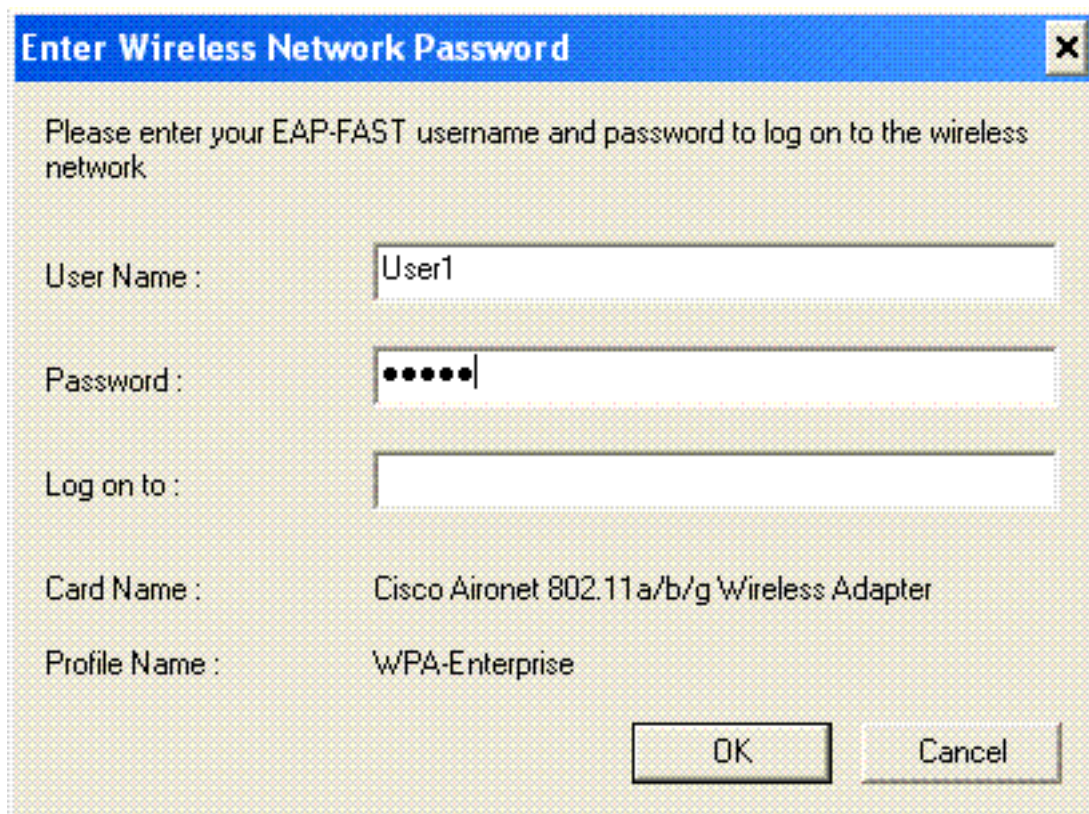 Enter Wireless Network Password
Please enter your EAP-FAST username and password to log on to the wireless
network
User Name : User1
Password : •••••
Log on to :
Card Name : Cisco Aironet 802.11a/b/g Wireless Adapter
Profile Name : WPA-Enterprise
OK Cancel